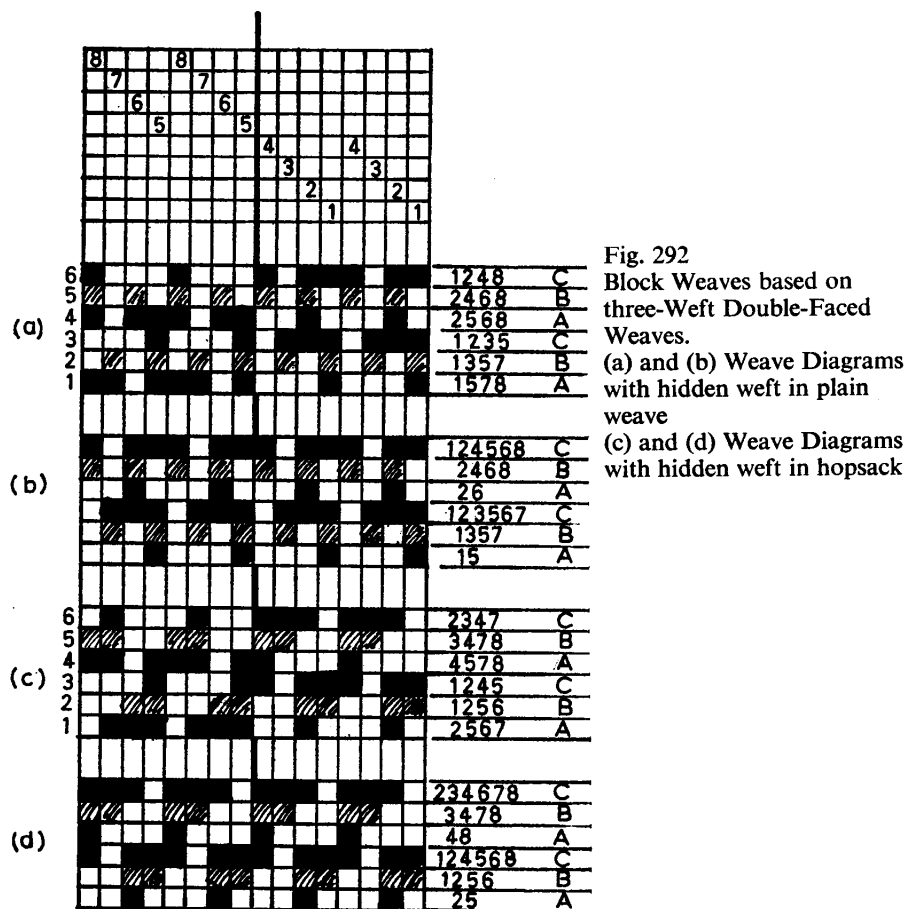 8 8
7 7
6 6
5 5
4 4
3 3
2 2
1 1
6 1248 C
5 2468 B
4 2568 A
3 1235 C
2 1357 B
1 1578 A
(a)
124568 C
2468 B
26 A
123567 C
1357 B
15 A
(b)
6 2347 C
5 3478 B
4 4578 A
3 1245 C
2 1256 B
1 2567 A
(c)
234678 C
3478 B
48 A
124568 C
1256 B
25 A
(d)
Fig. 292
Block Weaves based on
three-Weft Double-Faced
Weaves.
(a) and (b) Weave Diagrams
with hidden weft in plain
weave
(c) and (d) Weave Diagrams
with hidden weft in hopsack